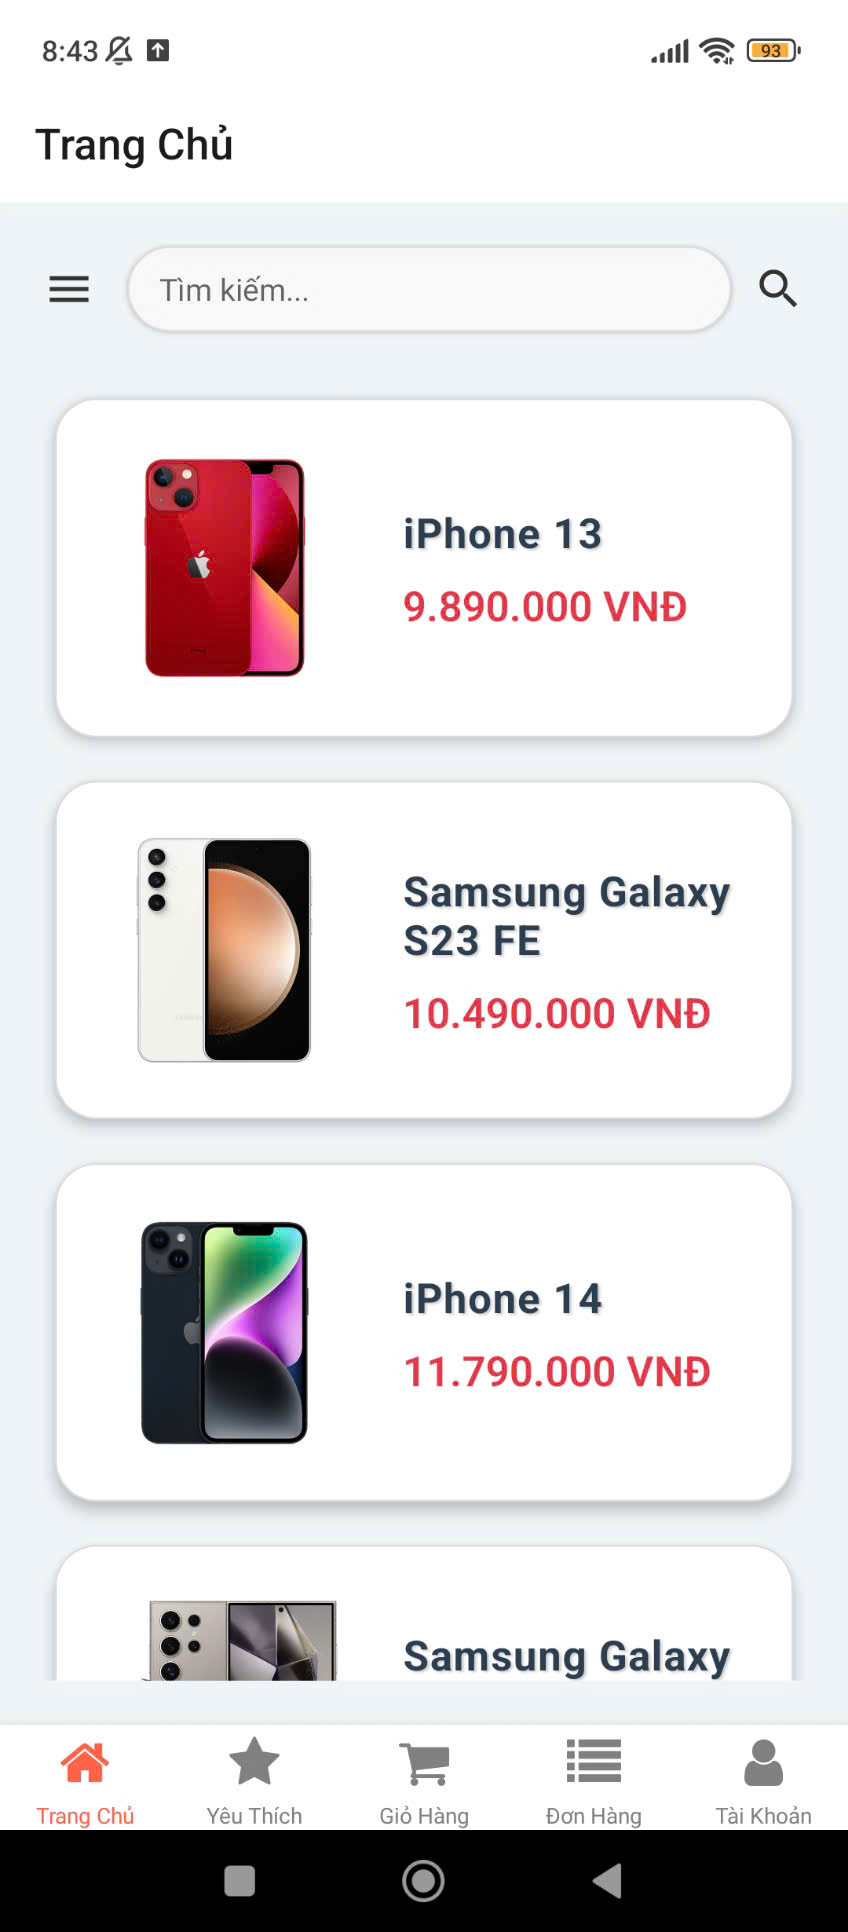 8:43
93
Trang Chủ
Tìm kiếm...
iPhone 13
9.890.000 VNĐ
Samsung Galaxy
S23 FE
10.490.000 VNĐ
iPhone 14
11.790.000 VNĐ
Samsung Galaxy
Trang Chủ
Yêu Thích
Giỏ Hàng
Đơn Hàng
Tài Khoản